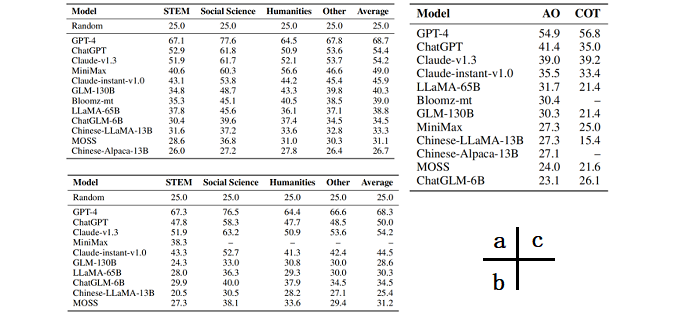 Model STEM Social Science Humanities Other Average
Random 25.0 25.0 25.0 25.0 25.0
GPT-4 67.1 77.6 64.5 67.8 68.7
ChatGPT 52.9 61.8 50.9 53.6 54.4
Claude-v1.3 51.9 61.7 52.1 53.7 54.2
MiniMax 40.6 60.3 56.6 46.6 49.0
Claude-instant-v1.0 43.1 53.8 44.2 45.4 45.9
GLM-130B 34.8 48.7 43.3 39.8 40.3
Bloomz-mt 35.3 45.1 40.5 38.5 39.0
LLaMA-65B 37.8 45.6 36.1 37.1 38.8
ChatGLM-6B 30.4 39.6 37.4 34.5 34.5
Chinese-LLaMA-13B 31.6 37.2 33.6 32.8 33.3
MOSS 28.6 36.8 31.0 30.3 31.1
Chinese-Alpaca-13B 26.0 27.2 27.8 26.4 26.7
Model STEM Social Science Humanities Other Average
Random 25.0 25.0 25.0 25.0 25.0
GPT-4 67.3 76.5 64.4 66.6 68.3
ChatGPT 47.8 58.3 47.7 48.5 50.0
Claude-v1.3 51.9 63.2 50.9 53.6 54.2
MiniMax 38.3 – – – –
Claude-instant-v1.0 43.3 52.7 41.3 42.4 44.5
GLM-130B 24.3 33.0 30.8 30.0 28.6
LLaMA-65B 28.0 36.3 29.3 30.0 30.3
ChatGLM-6B 29.9 40.0 37.9 34.5 34.5
Chinese-LLaMA-13B 20.5 30.5 28.2 27.1 25.4
MOSS 27.3 38.1 33.6 29.4 31.2
Model AO COT
GPT-4 54.9 56.8
ChatGPT 41.4 35.0
Claude-v1.3 39.0 39.2
Claude-instant-v1.0 35.5 33.4
LLaMA-65B 31.7 21.4
Bloomz-mt 30.4 –
GLM-130B 30.3 21.4
MiniMax 27.3 25.0
Chinese-LLaMA-13B 27.3 15.4
Chinese-Alpaca-13B 27.1 –
MOSS 24.0 21.6
ChatGLM-6B 23.1 26.1
a c
b